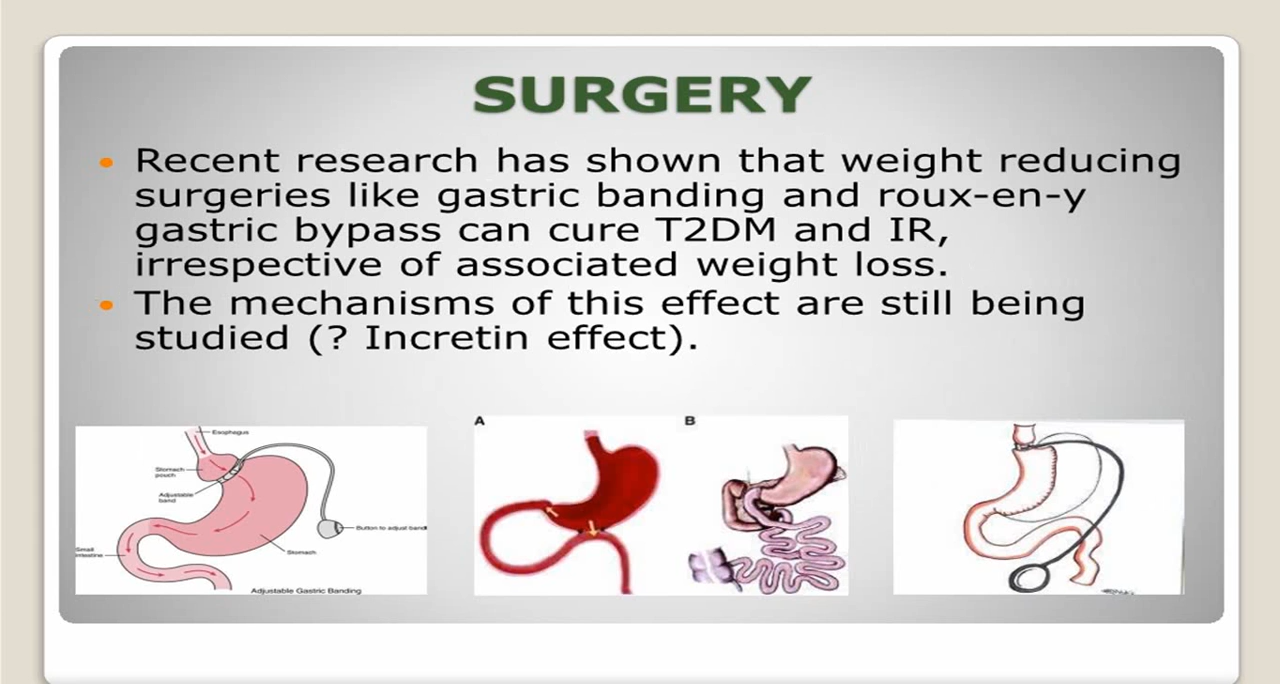 SURGERY
Recent research has shown that weight reducing
surgeries like gastric banding and roux-en-y
gastric bypass can cure T2DM and IR,
irrespective of associated weight loss.
The mechanisms of this effect are still being
studied (? Incretin effect).
Esophagus
Stomach
pouch
Adjustable
band
Button to adjust band
Small
intestine
Stomach
Adjustable Gastric Banding
A
B